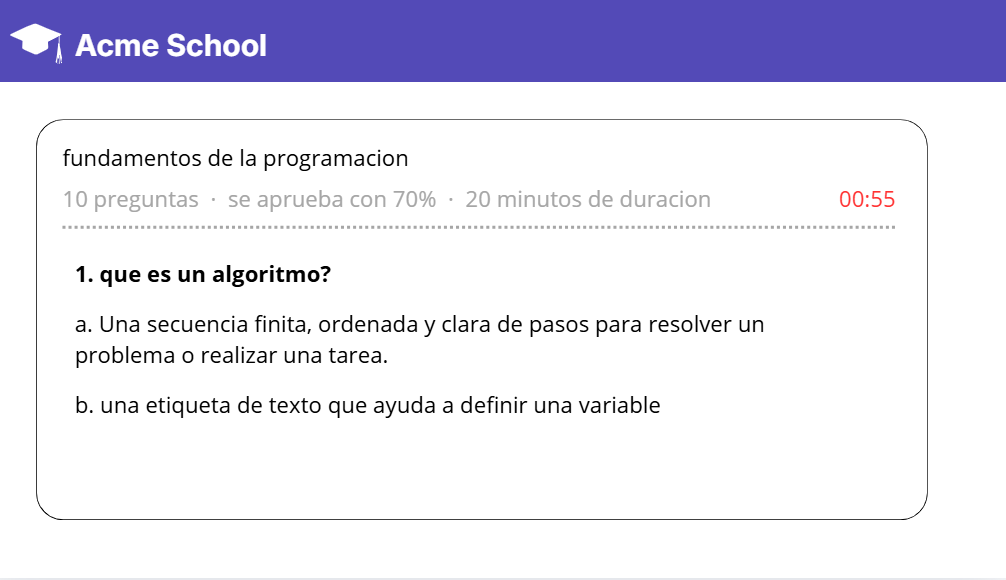 Acme School
fundamentos de la programacion
10 preguntas · se aprueba con 70% · 20 minutos de duracion 00:55
1. que es un algoritmo?
a. Una secuencia finita, ordenada y clara de pasos para resolver un
problema o realizar una tarea.
b. una etiqueta de texto que ayuda a definir una variable